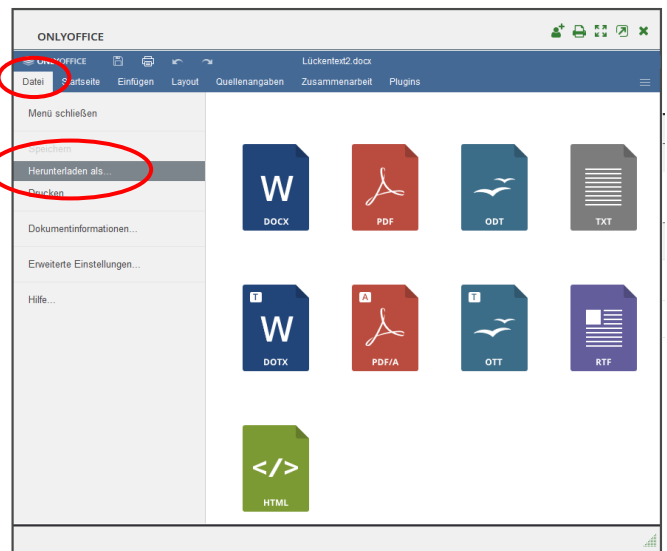 ONLYOFFICE
ONLYOFFICE
Lückentext2.docx
Datei Startseite Einfügen Layout Quellenangaben Zusammenarbeit Plugins
Menü schließen
Speichern
Herunterladen als...
Drucken
Dokumentinformationen...
Erweiterte Einstellungen...
Hilfe...
W
DOCX
PDF
ODT
TXT
T
W
DOTX
A
PDF/A
T
OTT
RTF
</>
HTML